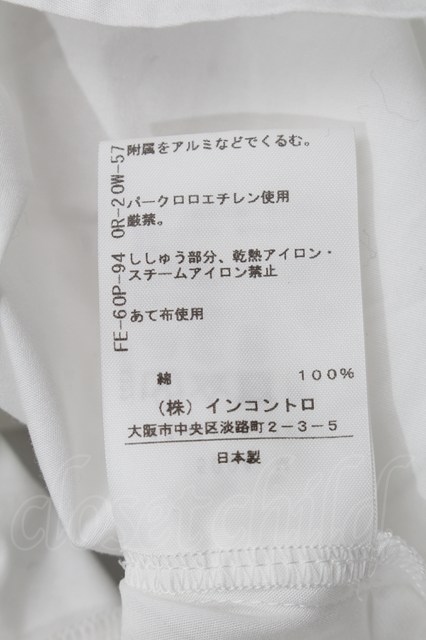 附属をアルミなどでくるむ。
パークロロエチレン使用
厳禁。
ししゅう部分、乾熱アイロン・
スチームアイロン禁止
あて布使用
綿 100%
(株) インコントロ
大阪市中央区淡路町2-3-5
日本製
FE-60P-94 0R-20W-57
closet child